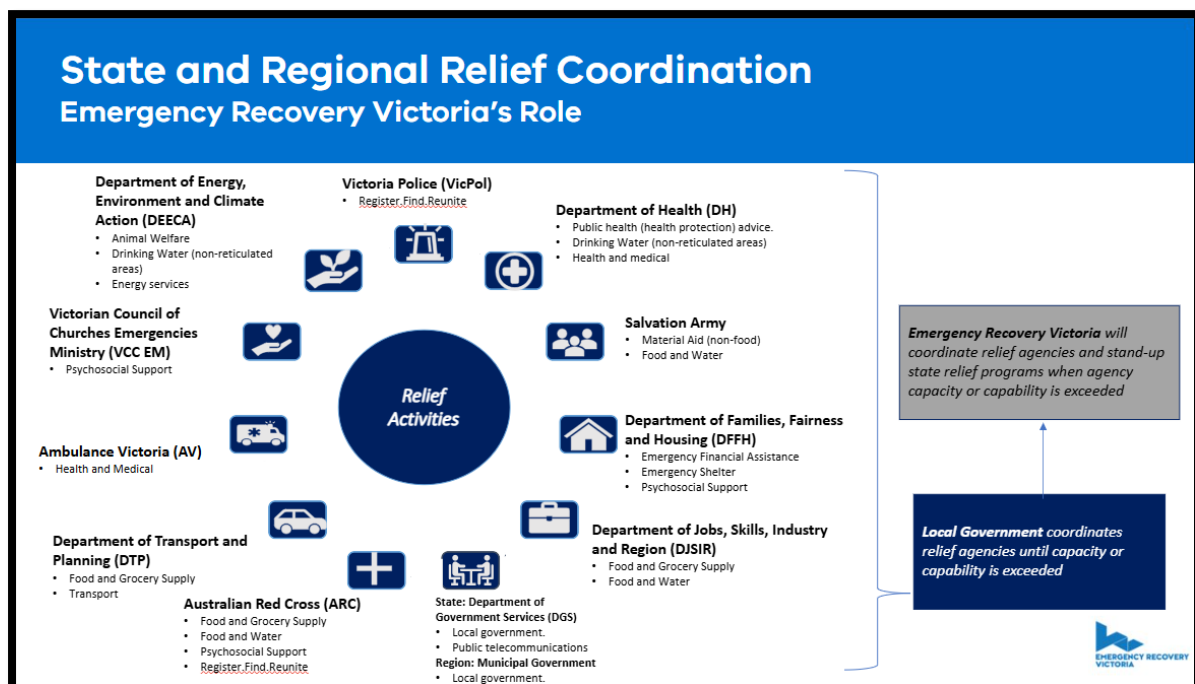 State and Regional Relief Coordination
Emergency Recovery Victoria's Role
Department of Energy,
Environment and Climate
Action (DEECA)
• Animal Welfare
• Drinking Water (non-reticulated
areas)
• Energy services
Victoria Police (VicPol)
• Register.Find.Reunite
Department of Health (DH)
• Public health (health protection) advice.
• Drinking Water (non-reticulated areas)
• Health and medical
Victorian Council of
Churches Emergencies
Ministry (VCC EM)
• Psychosocial Support
Salvation Army
• Material Aid (non-food)
• Food and Water
Relief
Activities
Ambulance Victoria (AV)
• Health and Medical
Department of Families, Fairness
and Housing (DFFH)
• Emergency Financial Assistance
• Emergency Shelter
• Psychosocial Support
Department of Transport and
Planning (DTP)
• Food and Grocery Supply
• Transport
Department of Jobs, Skills, Industry
and Region (DJSIR)
• Food and Grocery Supply
• Food and Water
Australian Red Cross (ARC)
• Food and Grocery Supply
• Food and Water
• Psychosocial Support
• Register.Find.Reunite
State: Department of
Government Services (DGS)
• Local government.
• Public telecommunications
Region: Municipal Government
• Local government.
Emergency Recovery Victoria will
coordinate relief agencies and stand-up
state relief programs when agency
capacity or capability is exceeded
Local Government coordinates
relief agencies until capacity or
capability is exceeded
EMERGENCY RECOVERY
VICTORIA